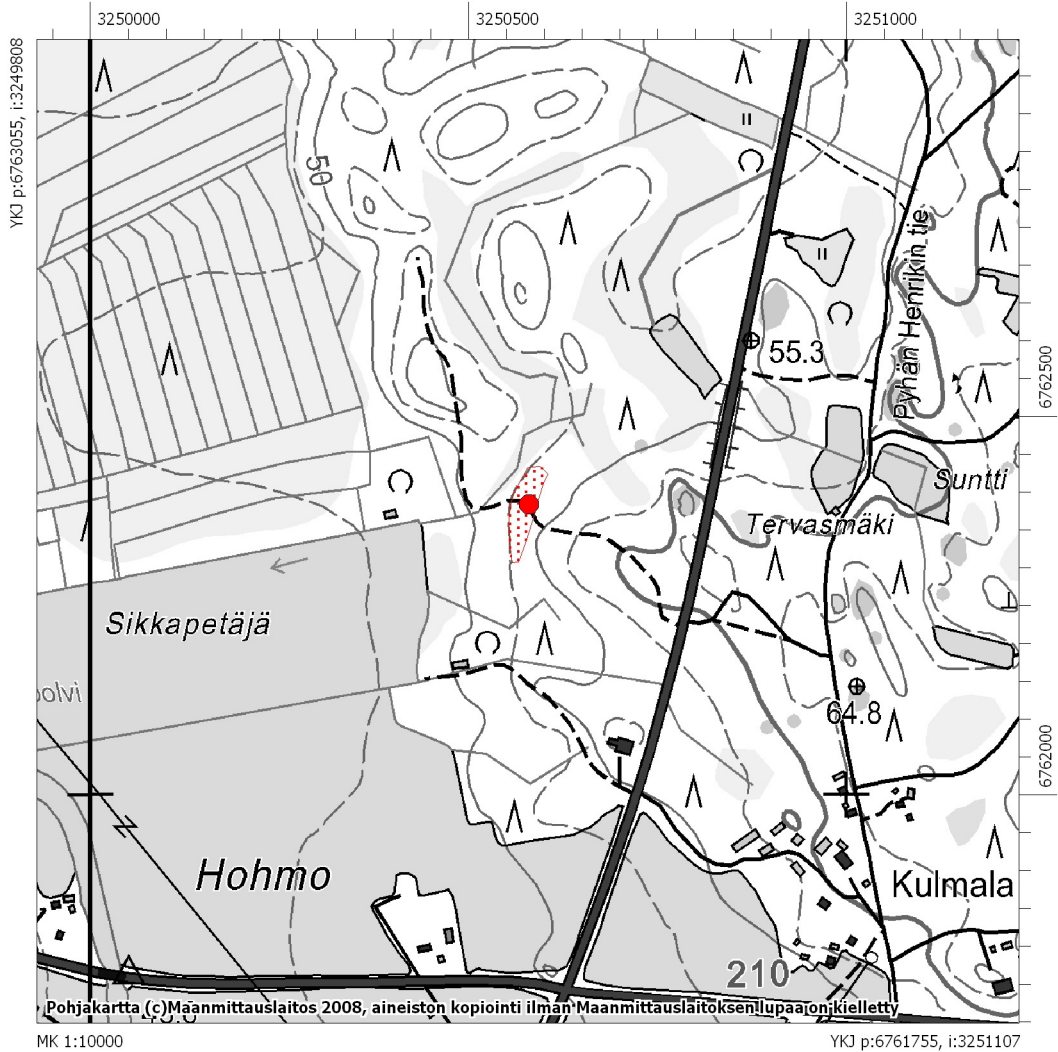 3250000
3250500
3251000
YKJ p:6763055, i:3249808
50
Pyhän Henrikin tie
55.3
6762500
Suntti
Tervasmäki
Sikkapetäjä
olvi
64.8
6762000
Hohmo
Kulmala
210
Pohjakartta (c)Maanmittauslaitos 2008, aineiston kopiointi ilman Maanmittauslaitoksen lupaa on kielletty
MK 1:10000
YKJ p:6761755, i:3251107